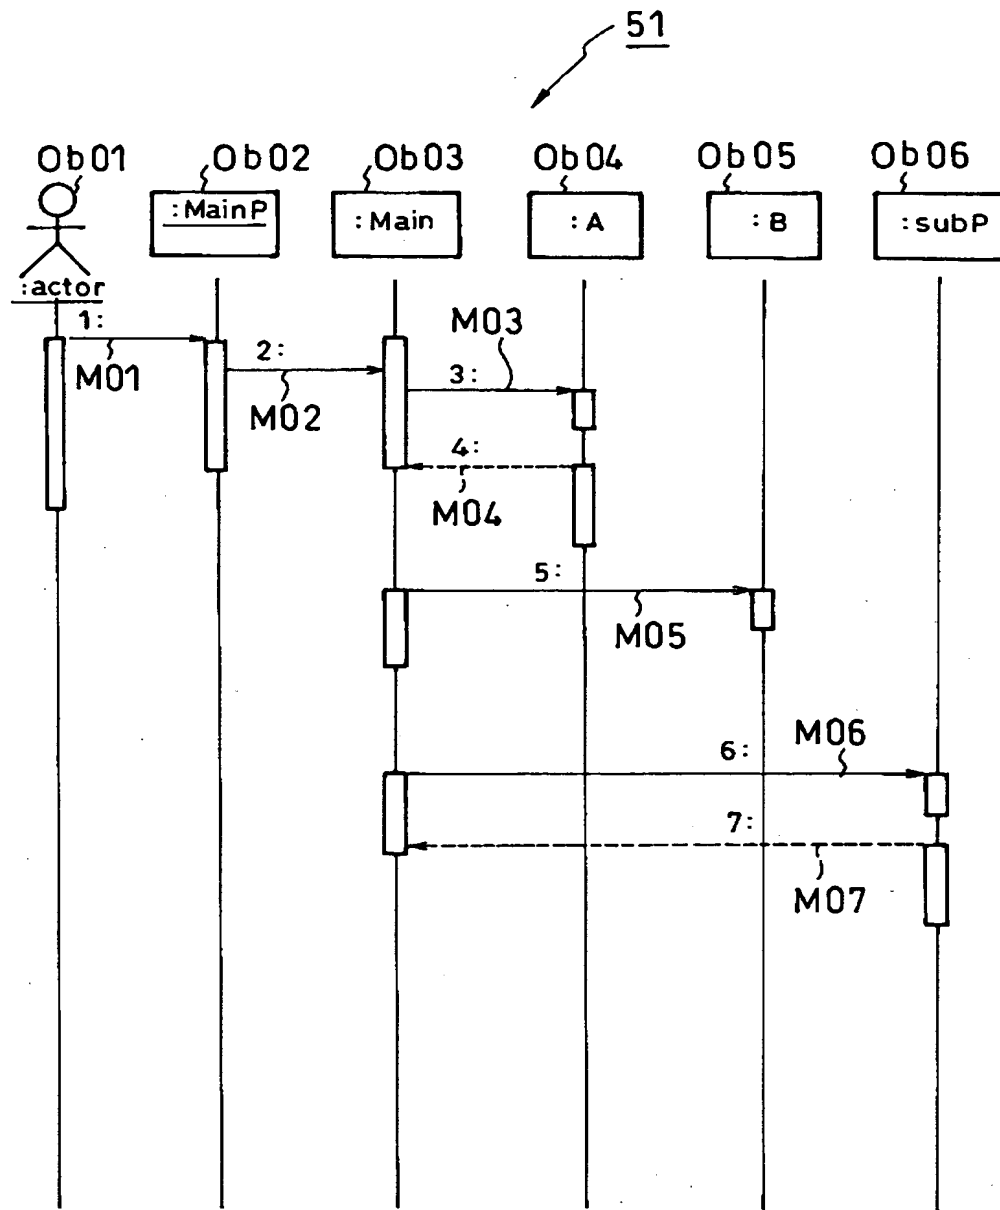 51
Ob01 Ob02 Ob03 Ob04 Ob05 Ob06
:MainP :Main :A :B :subP
:actor
1:
M01
2:
M02
M03
3:
4:
M04
5:
M05
M06
6:
7:
M07